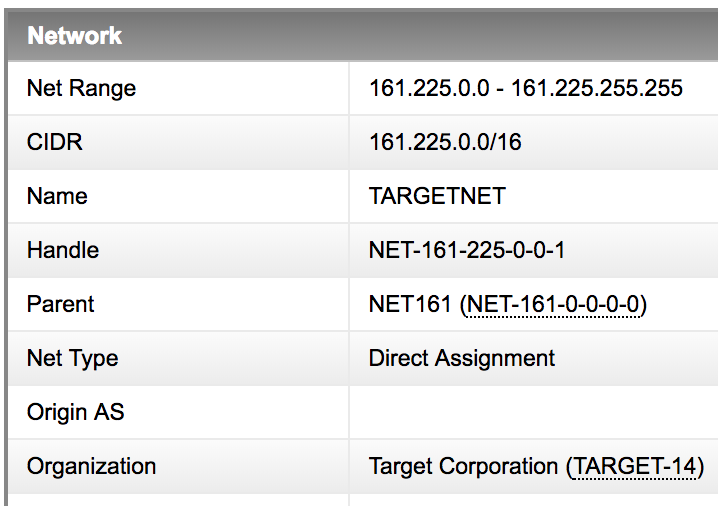 Network
Net Range 161.225.0.0 - 161.225.255.255
CIDR 161.225.0.0/16
Name TARGETNET
Handle NET-161-225-0-0-1
Parent NET161 (NET-161-0-0-0-0)
Net Type Direct Assignment
Origin AS
Organization Target Corporation (TARGET-14)